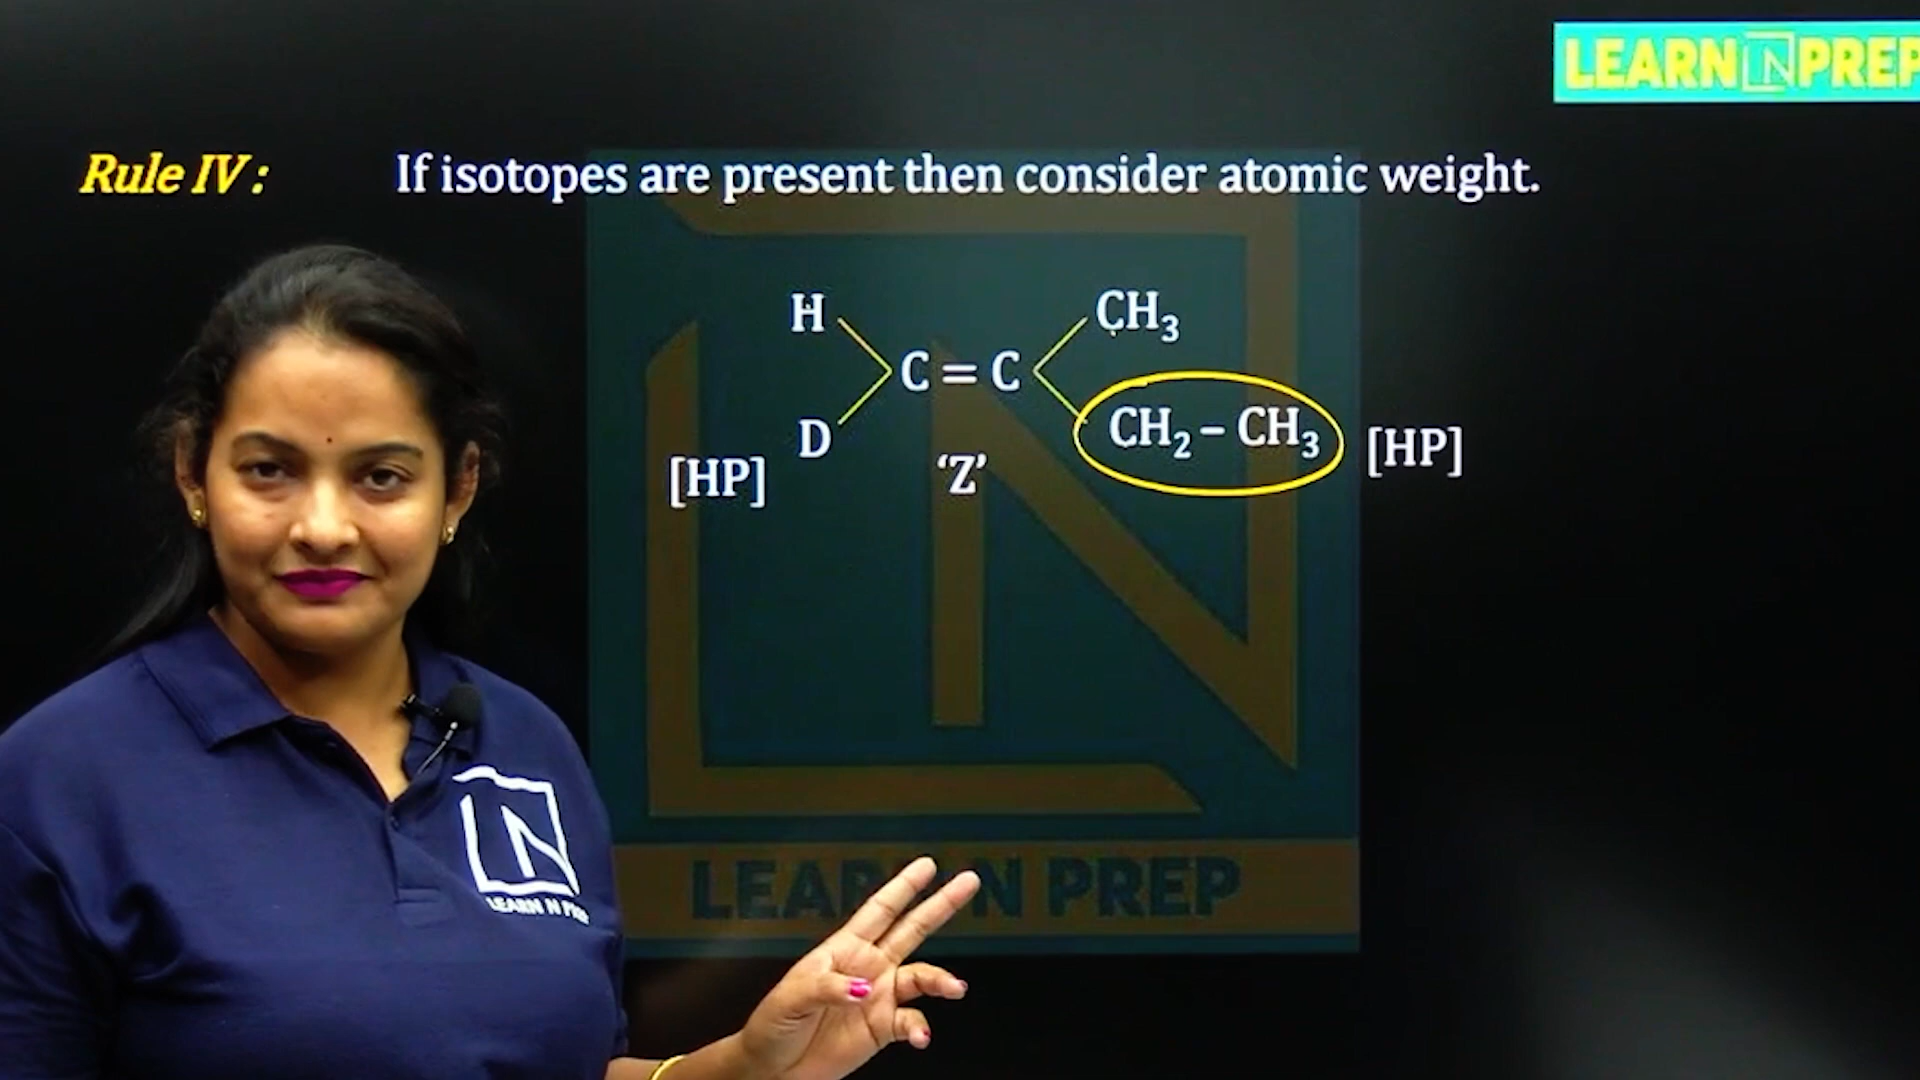 LEARN N PREP
Rule IV : If isotopes are present then consider atomic weight.
H CH₃
C = C
D CH₂ – CH₃
[HP] ‘Z’ [HP]
LEARN N PREP
LEARN N PREP